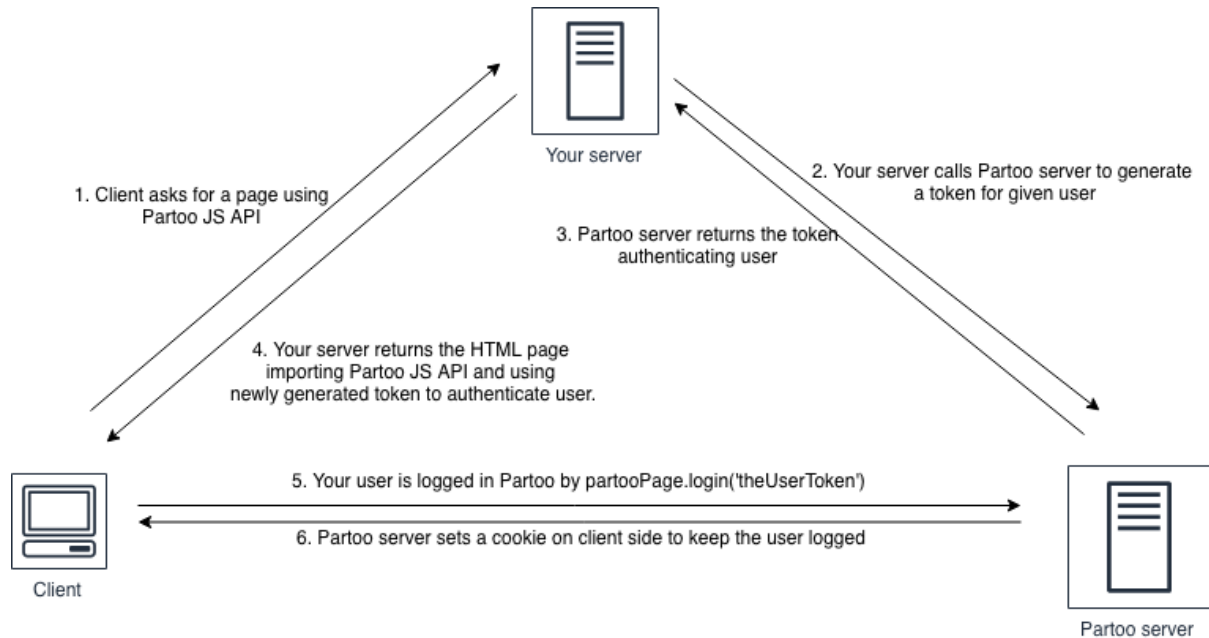 Your server
1. Client asks for a page using
Partoo JS API
2. Your server calls Partoo server to generate
a token for given user
3. Partoo server returns the token
authenticating user
4. Your server returns the HTML page
importing Partoo JS API and using
newly generated token to authenticate user.
5. Your user is logged in Partoo by partooPage.login('theUserToken')
6. Partoo server sets a cookie on client side to keep the user logged
Client
Partoo server